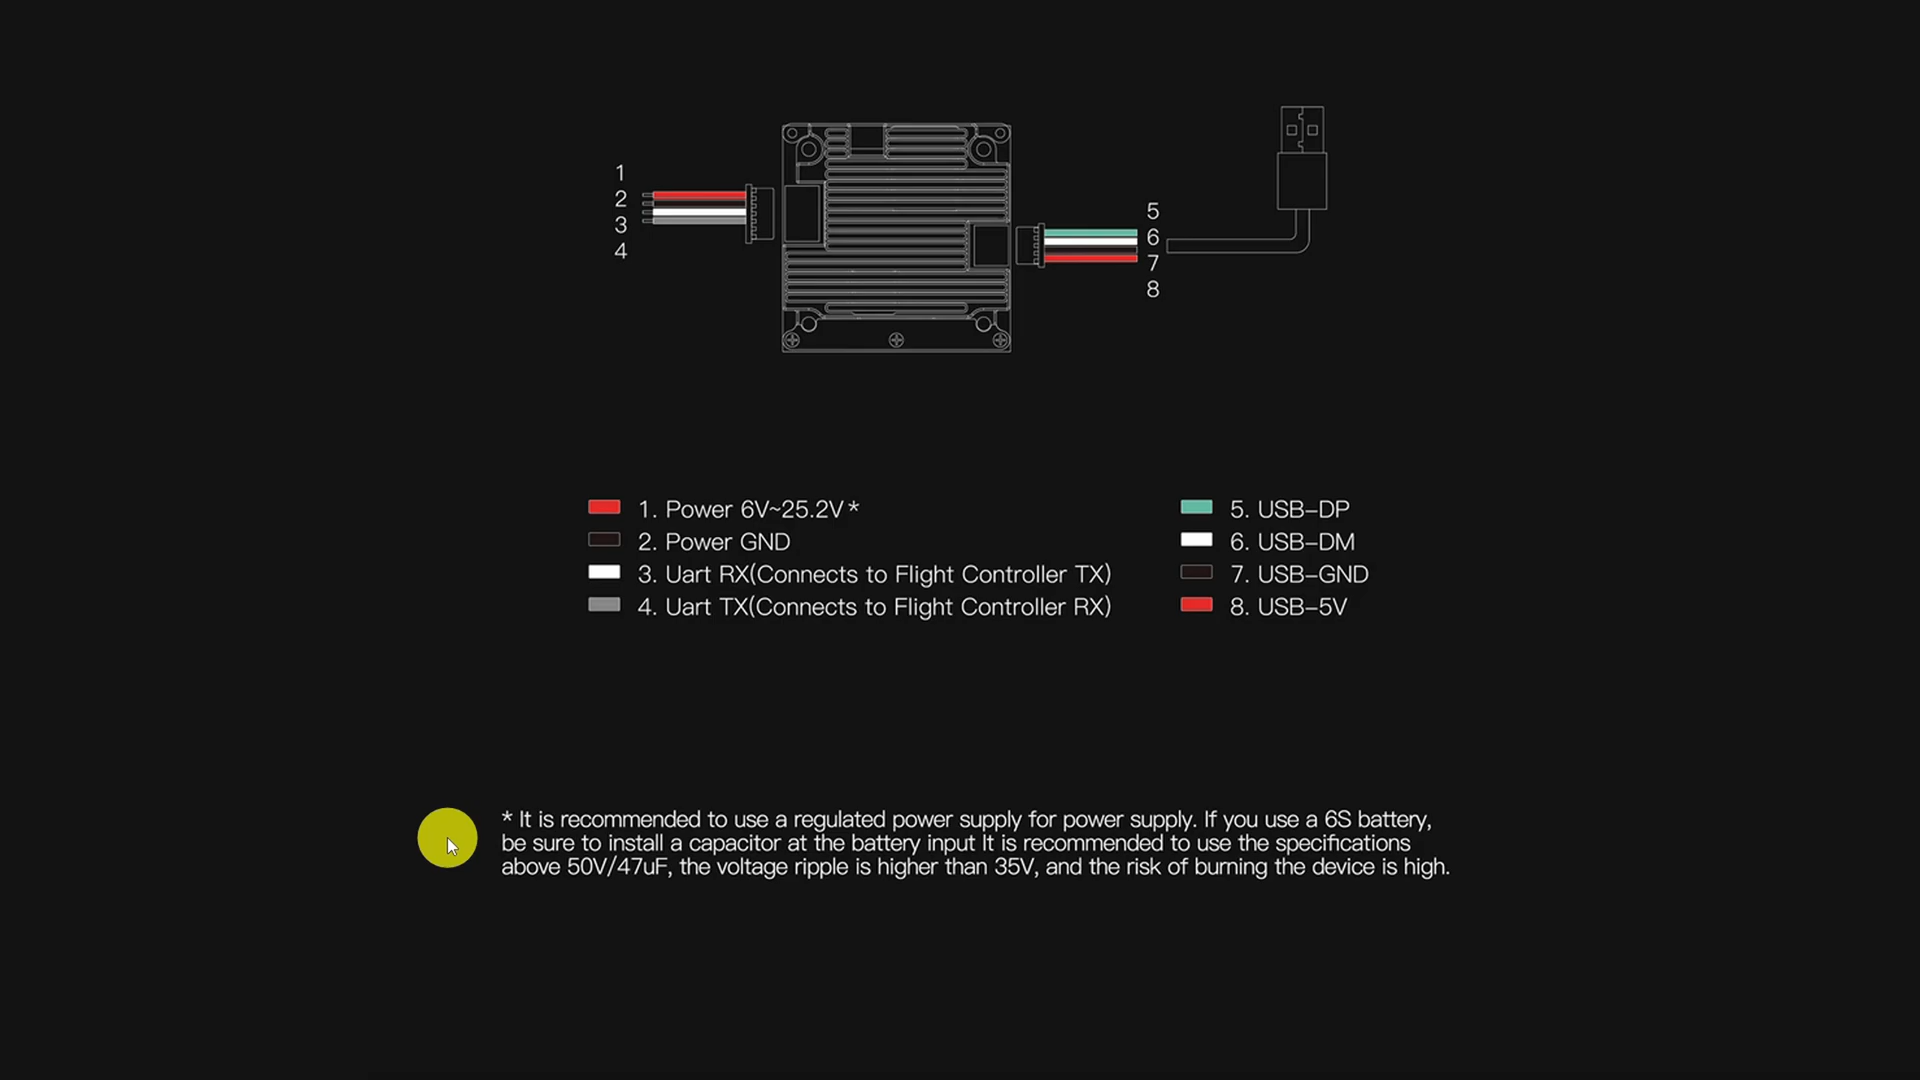 1
2
3
4
5
6
7
8
1. Power 6V~25.2V*
2. Power GND
3. Uart RX(Connects to Flight Controller TX)
4. Uart TX(Connects to Flight Controller RX)
5. USB-DP
6. USB-DM
7. USB-GND
8. USB-5V
* It is recommended to use a regulated power supply for power supply. If you use a 6S battery,
be sure to install a capacitor at the battery input It is recommended to use the specifications
above 50V/47uF, the voltage ripple is higher than 35V, and the risk of burning the device is high.